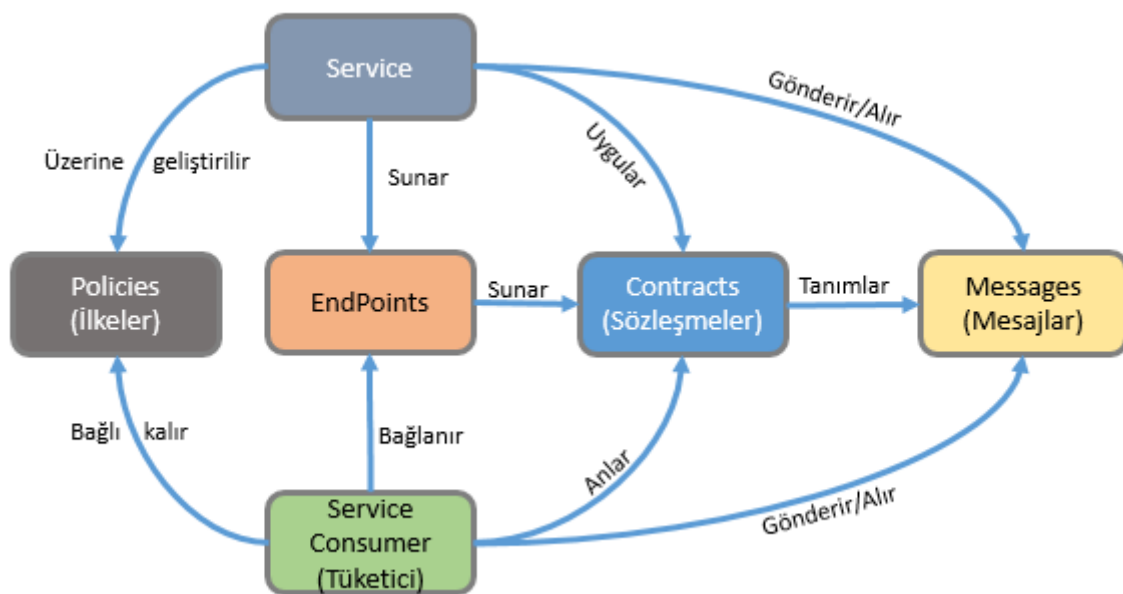 Service
Gönderir/Alır
Uygular
Üzerine geliştirilir
Sunar
Policies
(İlkeler)
EndPoints
Sunar
Contracts
(Sözleşmeler)
Tanımlar
Messages
(Mesajlar)
Bağlı kalır
Bağlanır
Anlar
Gönderir/Alır
Service
Consumer
(Tüketici)